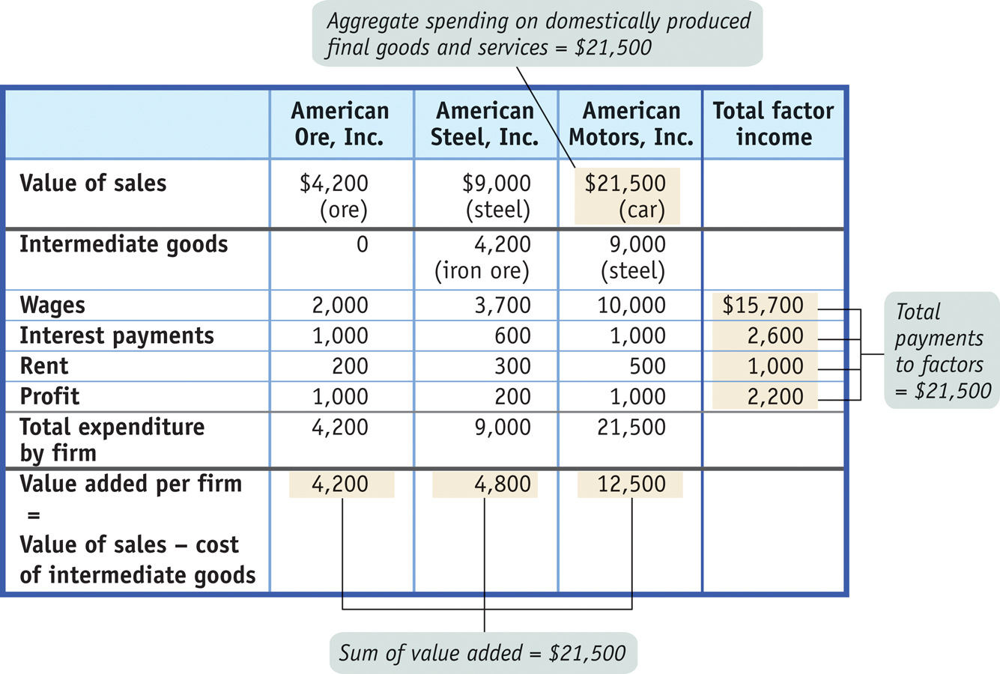 Aggregate spending on domestically produced
final goods and services = $21,500
American
Ore, Inc.
American
Steel, Inc.
American
Motors, Inc.
Total factor
income
Value of sales
$4,200
(ore)
$9,000
(steel)
$21,500
(car)
Intermediate goods
0
4,200
(iron ore)
9,000
(steel)
Wages 2,000 3,700 10,000 $15,700
Interest payments 1,000 600 1,000 2,600
Rent 200 300 500 1,000
Profit 1,000 200 1,000 2,200
Total
payments
to factors
= $21,500
Total expenditure
by firm
4,200 9,000 21,500
Value added per firm
=
Value of sales – cost
of intermediate goods
4,200 4,800 12,500
Sum of value added = $21,500